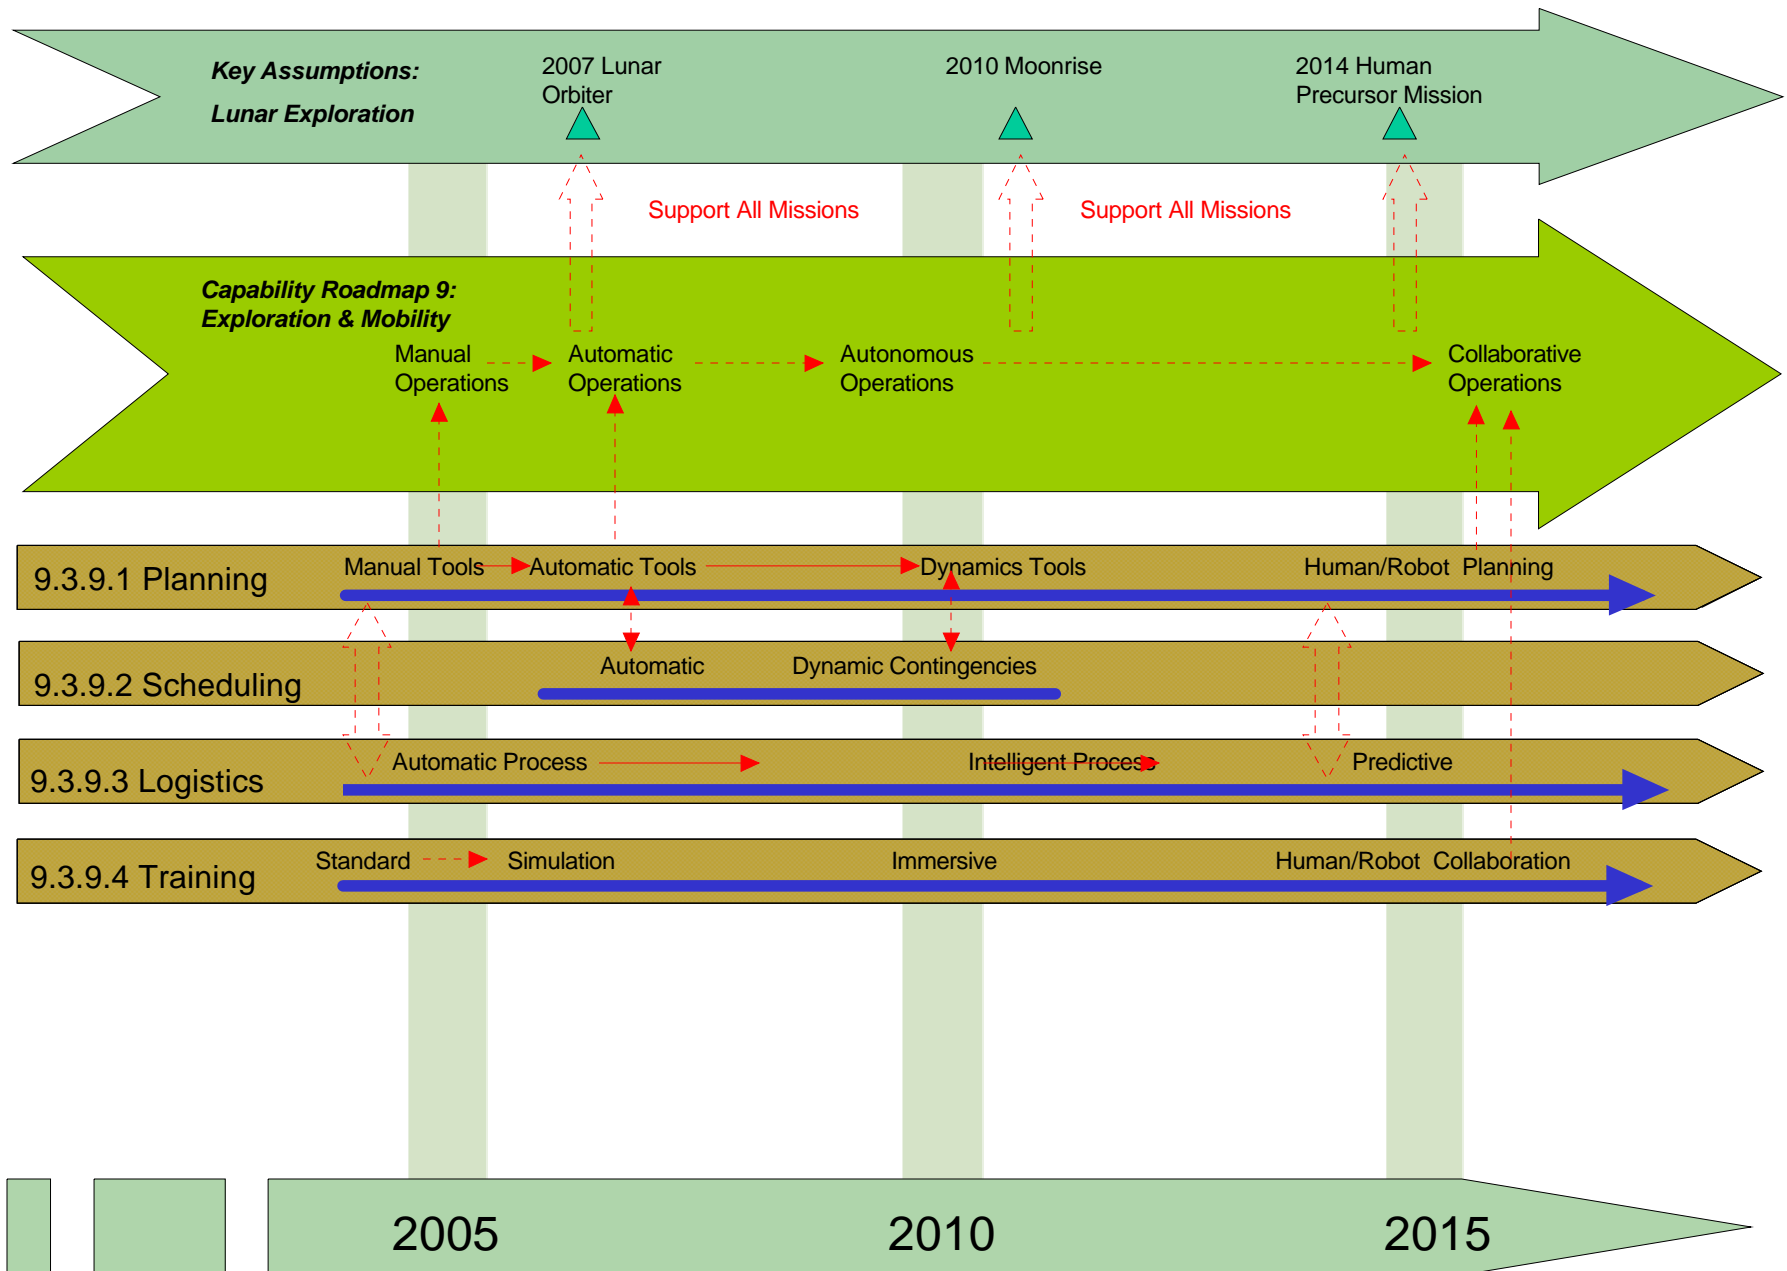 Key Assumptions:
Lunar Exploration
2007 Lunar
Orbiter
2010 Moonrise
2014 Human
Precursor Mission
Support All Missions
Support All Missions
Capability Roadmap 9:
Exploration & Mobility
Manual
Operations
Automatic
Operations
Autonomous
Operations
Collaborative
Operations
9.3.9.1 Planning
Manual Tools
Automatic Tools
Dynamics Tools
Human/Robot Planning
9.3.9.2 Scheduling
Automatic
Dynamic Contingencies
9.3.9.3 Logistics
Automatic Process
Intelligent Process
Predictive
9.3.9.4 Training
Standard
Simulation
Immersive
Human/Robot Collaboration
2005
2010
2015